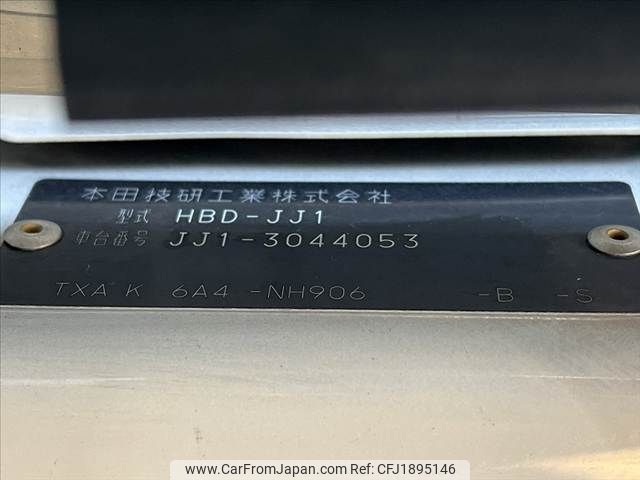 本田技研工業株式会社
型式 HBD-JJ1
車台番号 JJ1-3044053
TXA K 6A4 -NH906 -B -S
www.CarFromJapan.com | Ref No. CFJ1895146